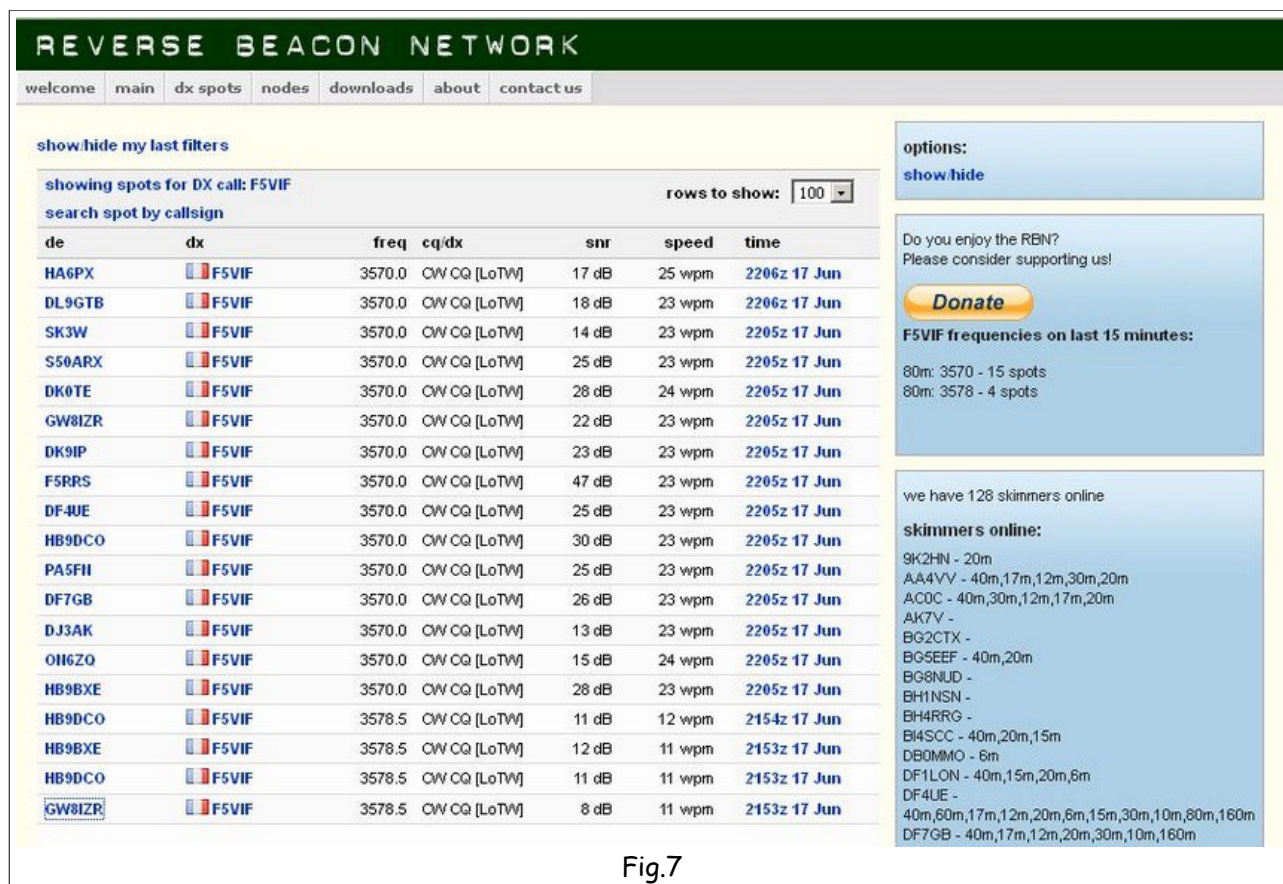 REVERSE BEACON NETWORK
welcome main dx spots nodes downloads about contact us
show/hide my last filters
showing spots for DX call: F5VIF
rows to show: 100
search spot by callsign
de dx freq cq/dx snr speed time
HA6PX F5VIF 3570.0 CW CQ [LoTW] 17 dB 25 wpm 2206z 17 Jun
DL9GTB F5VIF 3570.0 CW CQ [LoTW] 18 dB 23 wpm 2206z 17 Jun
SK3W F5VIF 3570.0 CW CQ [LoTW] 14 dB 23 wpm 2205z 17 Jun
S50ARX F5VIF 3570.0 CW CQ [LoTW] 25 dB 23 wpm 2205z 17 Jun
DK0TE F5VIF 3570.0 CW CQ [LoTW] 28 dB 24 wpm 2205z 17 Jun
GW8IZR F5VIF 3570.0 CW CQ [LoTW] 22 dB 23 wpm 2205z 17 Jun
DK9IP F5VIF 3570.0 CW CQ [LoTW] 23 dB 23 wpm 2205z 17 Jun
F5RRS F5VIF 3570.0 CW CQ [LoTW] 47 dB 23 wpm 2205z 17 Jun
DF4UE F5VIF 3570.0 CW CQ [LoTW] 25 dB 23 wpm 2205z 17 Jun
HB9DCO F5VIF 3570.0 CW CQ [LoTW] 30 dB 23 wpm 2205z 17 Jun
PA5FN F5VIF 3570.0 CW CQ [LoTW] 25 dB 23 wpm 2205z 17 Jun
DF7GB F5VIF 3570.0 CW CQ [LoTW] 26 dB 23 wpm 2205z 17 Jun
DJ3AK F5VIF 3570.0 CW CQ [LoTW] 13 dB 23 wpm 2205z 17 Jun
ON6ZQ F5VIF 3570.0 CW CQ [LoTW] 15 dB 24 wpm 2205z 17 Jun
HB9BXE F5VIF 3570.0 CW CQ [LoTW] 28 dB 23 wpm 2205z 17 Jun
HB9DCO F5VIF 3578.5 CW CQ [LoTW] 11 dB 12 wpm 2154z 17 Jun
HB9BXE F5VIF 3578.5 CW CQ [LoTW] 12 dB 11 wpm 2153z 17 Jun
HB9DCO F5VIF 3578.5 CW CQ [LoTW] 11 dB 11 wpm 2153z 17 Jun
GW8IZR F5VIF 3578.5 CW CQ [LoTW] 8 dB 11 wpm 2153z 17 Jun
options:
show/hide
Do you enjoy the RBN?
Please consider supporting us!
Donate
F5VIF frequencies on last 15 minutes:
80m: 3570 - 15 spots
80m: 3578 - 4 spots
we have 128 skimmers online
skimmers online:
9K2HN - 20m
AA4VV - 40m,17m,12m,30m,20m
AC0C - 40m,30m,12m,17m,20m
AK7V -
BG2CTX -
BG5EEF - 40m,20m
BG8NUD -
BH1NSN -
BH4RRG -
BI4SCC - 40m,20m,15m
DB0MMO - 6m
DF1LON - 40m,15m,20m,6m
DF4UE -
40m,60m,17m,12m,20m,6m,15m,30m,10m,80m,160m
DF7GB - 40m,17m,12m,20m,30m,10m,160m
Fig.7